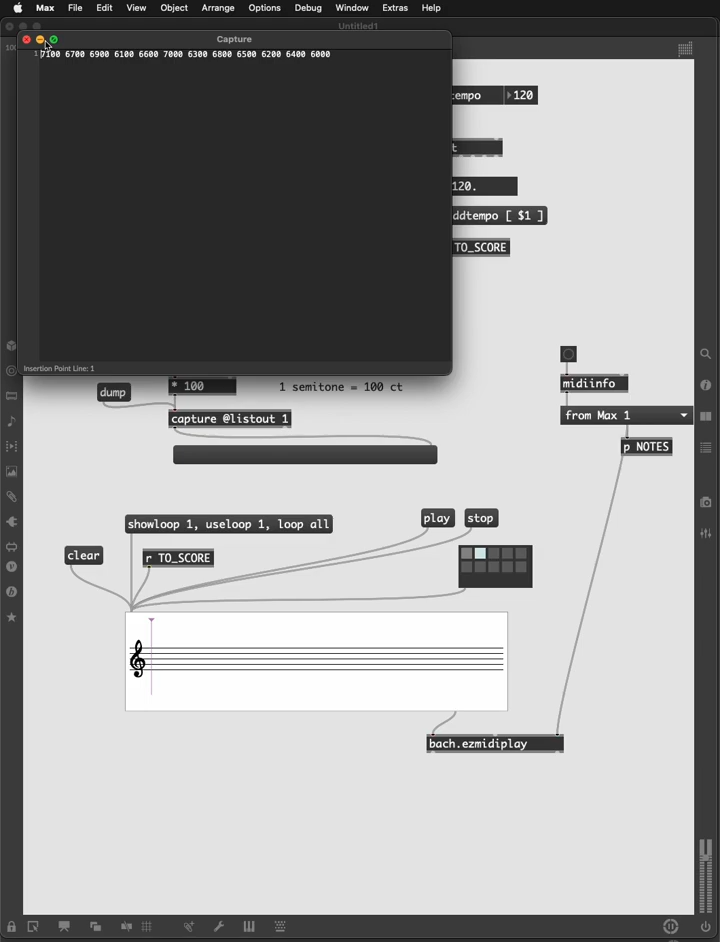 Max File Edit View Object Arrange Options Debug Window Extras Help
Untitled1
Capture
1 7100 6700 6900 6100 6600 7000 6300 6800 6500 6200 6400 6000
tempo 120
t
120.
ddtempo [ $1 ]
TO_SCORE
Insertion Point Line: 1
dump
* 100
1 semitone = 100 ct
capture @listout 1
midiinfo
from Max 1
p NOTES
showloop 1, useloop 1, loop all
play
stop
clear
r TO_SCORE
bach.ezmidiplay